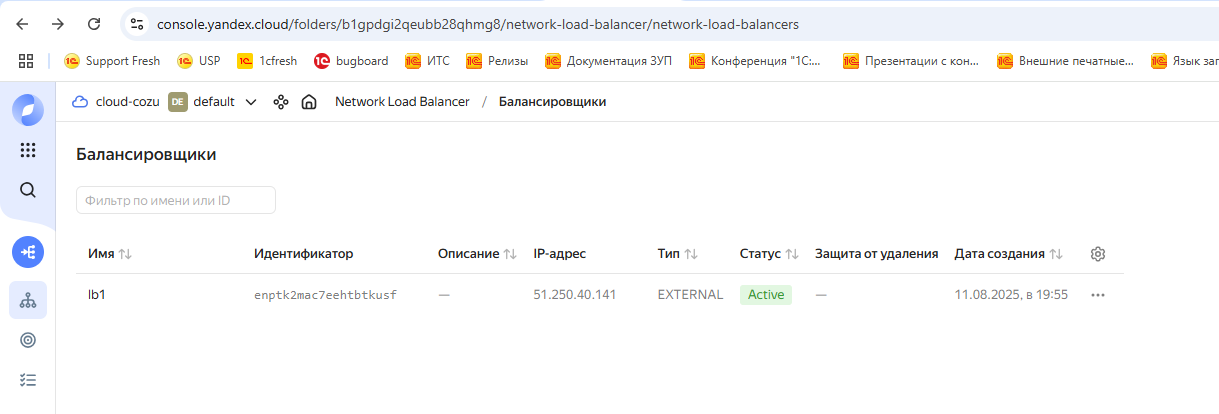 console.yandex.cloud/folders/b1gpdgi2qeubb28qhmg8/network-load-balancer/network-load-balancers
Support Fresh USP 1cfresh bugboard ИТС Релизы Документация ЗУП Конференция "1С:... Презентации с кон... Внешние печатные... Язык зап
cloud-cozu DE default Network Load Balancer / Балансировщики
Балансировщики
Фильтр по имени или ID
Имя Идентификатор Описание IP-адрес Тип Статус Защита от удаления Дата создания
lb1 enptk2mac7eehtbtkusf — 51.250.40.141 EXTERNAL Active — 11.08.2025, в 19:55